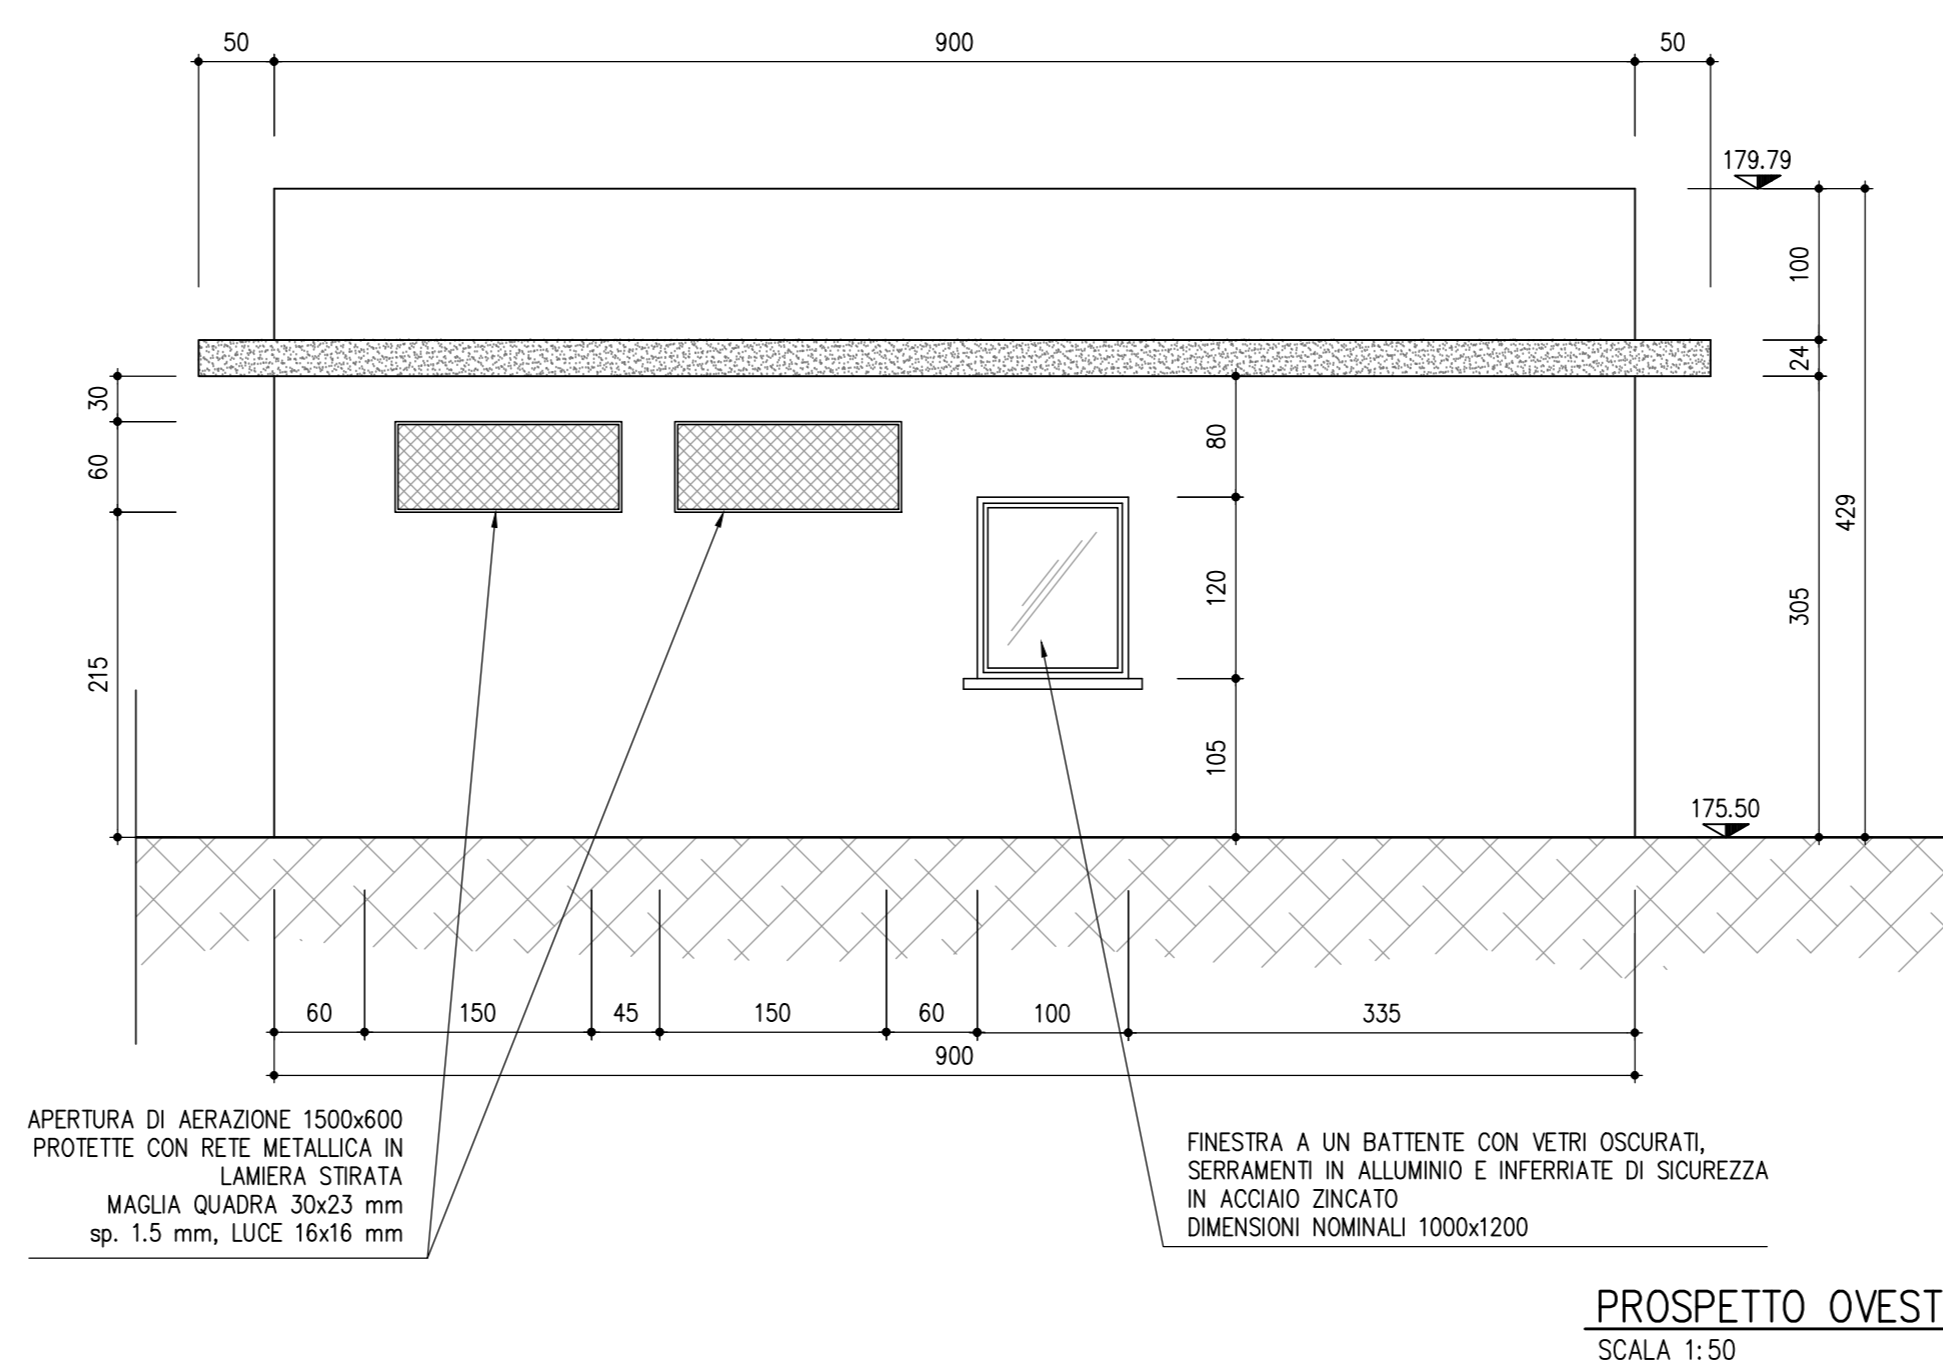 50
900
50
179.79
100
24
30
60
215
80
120
105
305
429
175.50
60
150
45
150
60
100
335
900
APERTURA DI AERAZIONE 1500x600
PROTETTE CON RETE METALLICA IN
LAMIERA STIRATA
MAGLIA QUADRA 30x23 mm
sp. 1.5 mm, LUCE 16x16 mm
FINESTRA A UN BATTENTE CON VETRI OSCURATI,
SERRAMENTI IN ALLUMINIO E INFERRIATE DI SICUREZZA
IN ACCIAIO ZINCATO
DIMENSIONI NOMINALI 1000x1200
PROSPETTO OVEST
SCALA 1:50